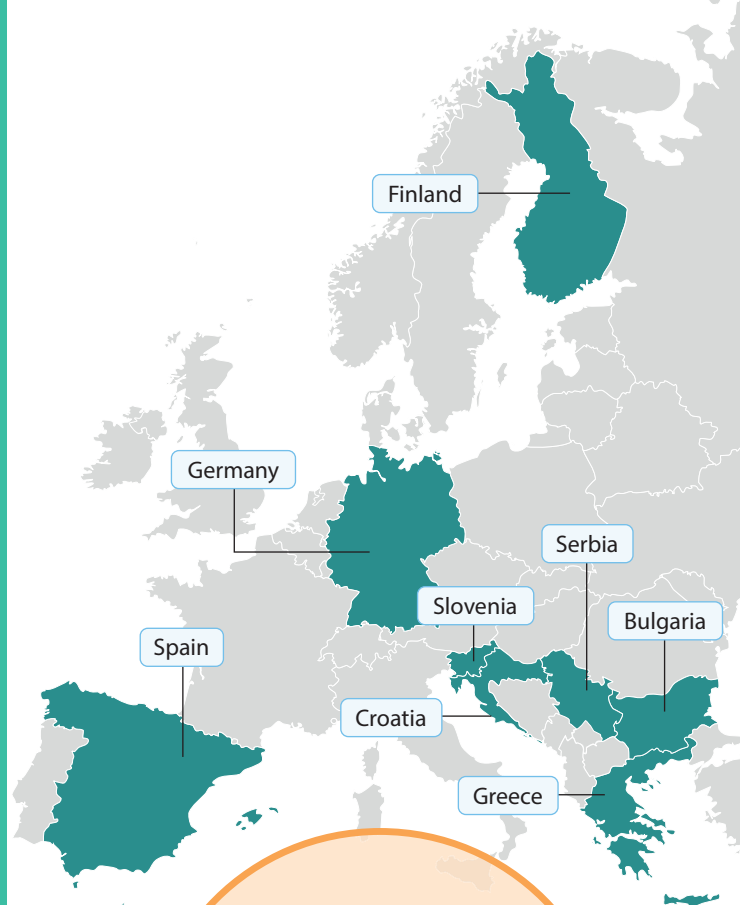 Finland
Germany
Serbia
Slovenia
Bulgaria
Spain
Croatia
Greece